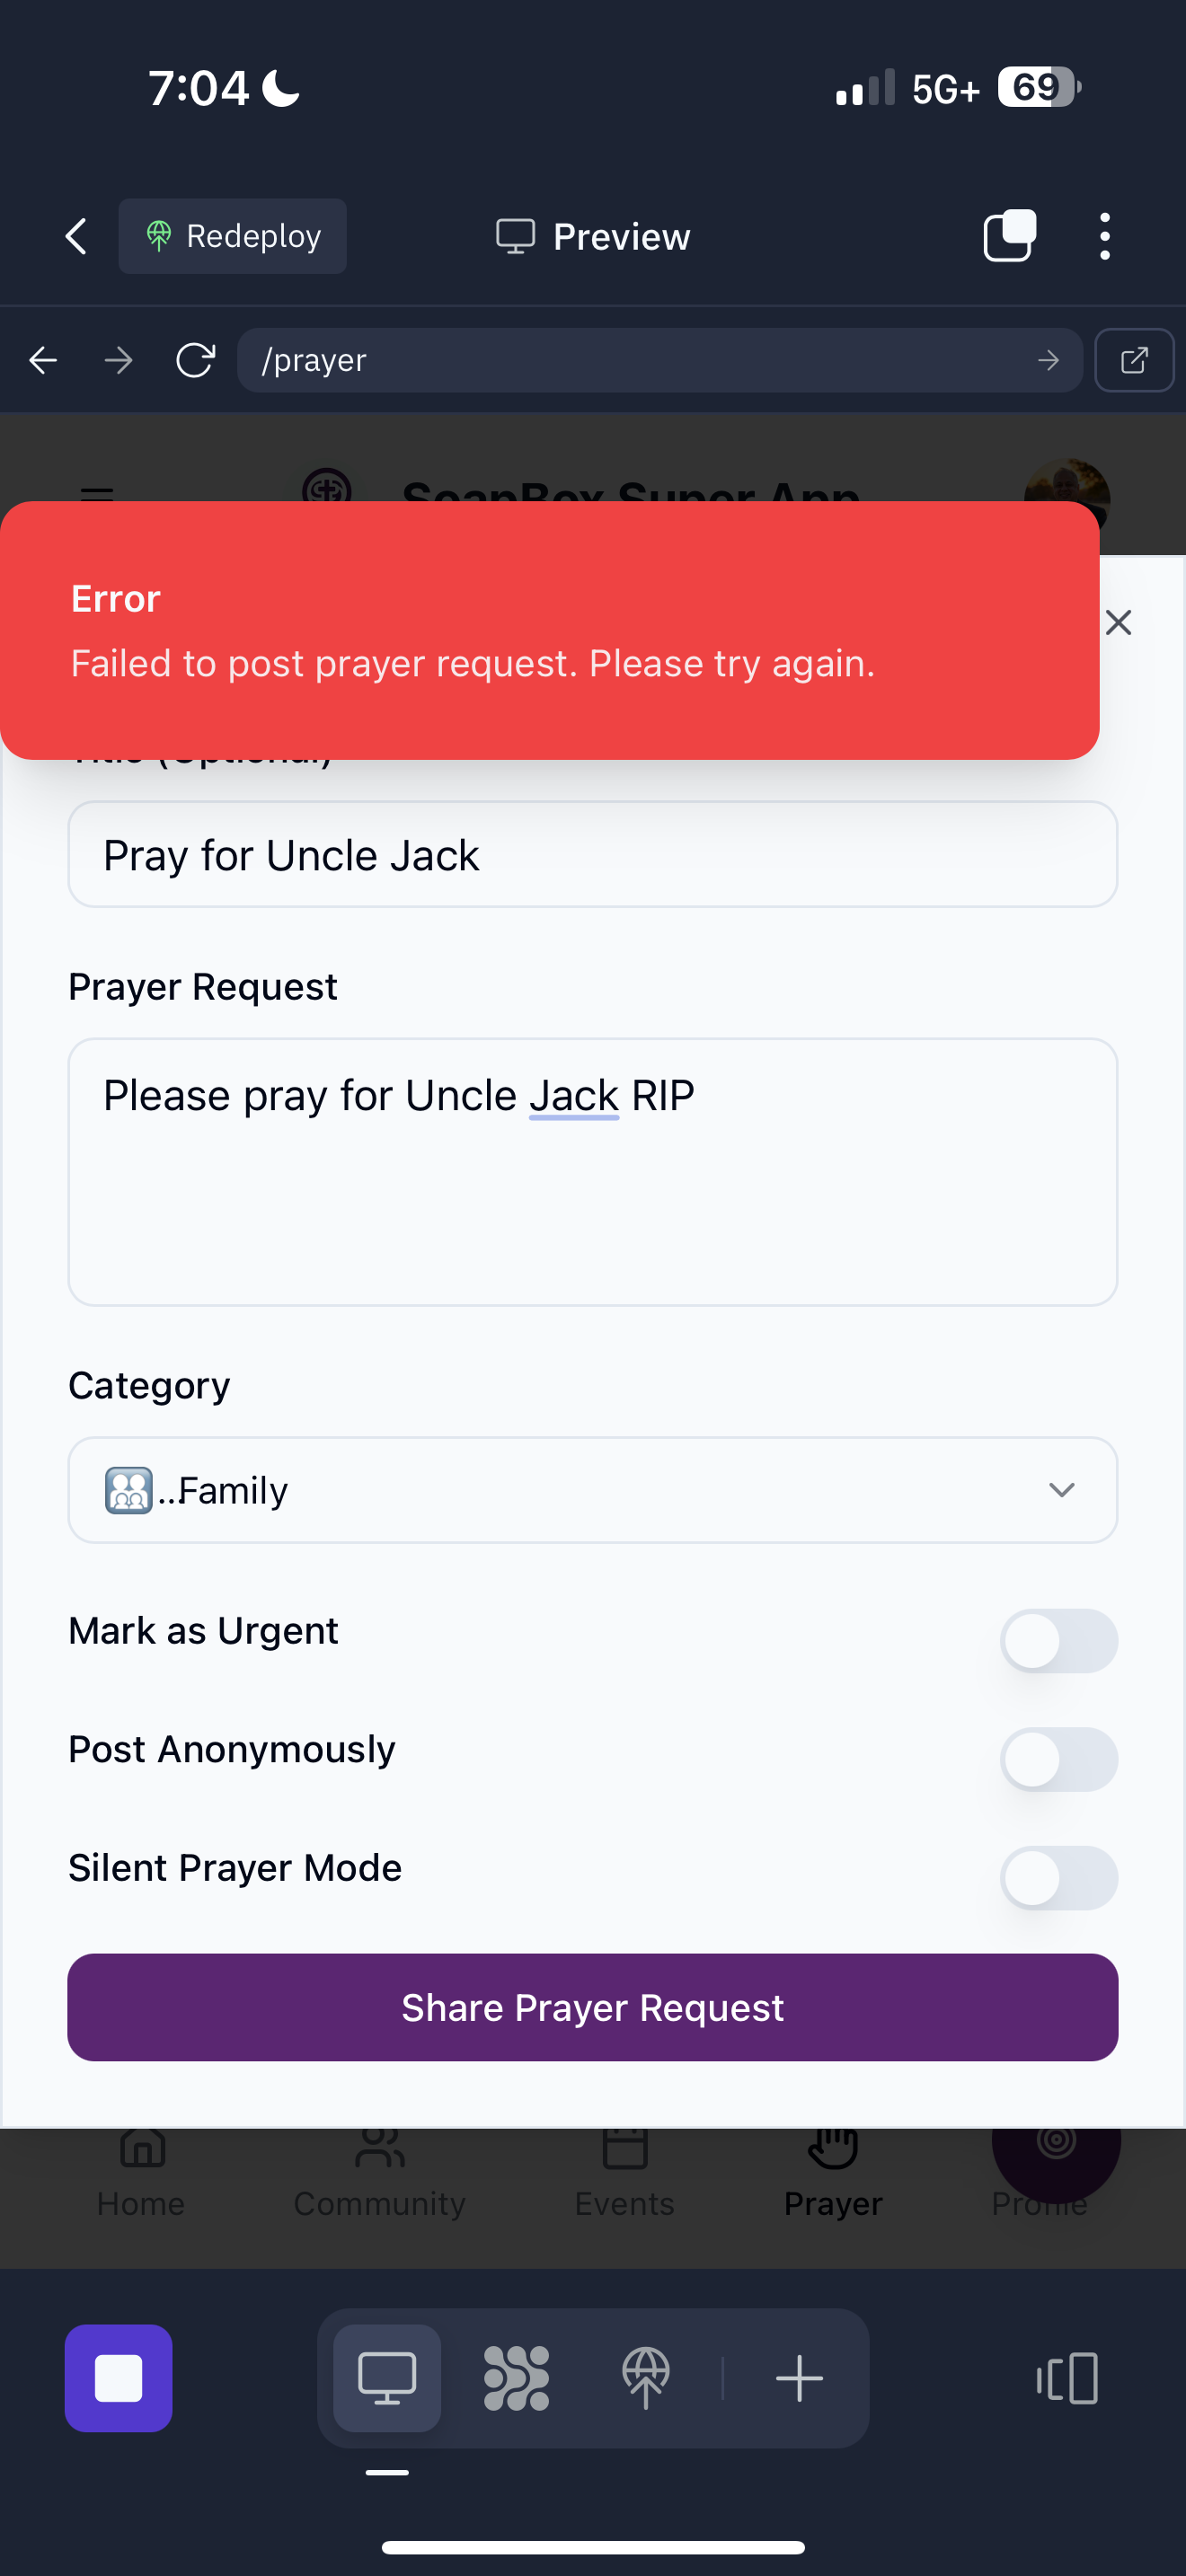 7:04
5G+
69
Redeploy
Preview
/prayer
SoapBox Super App
Error
Failed to post prayer request. Please try again.
Title (Optional)
Pray for Uncle Jack
Prayer Request
Please pray for Uncle Jack RIP
Category
...Family
Mark as Urgent
Post Anonymously
Silent Prayer Mode
Share Prayer Request
Home
Community
Events
Prayer
Profile